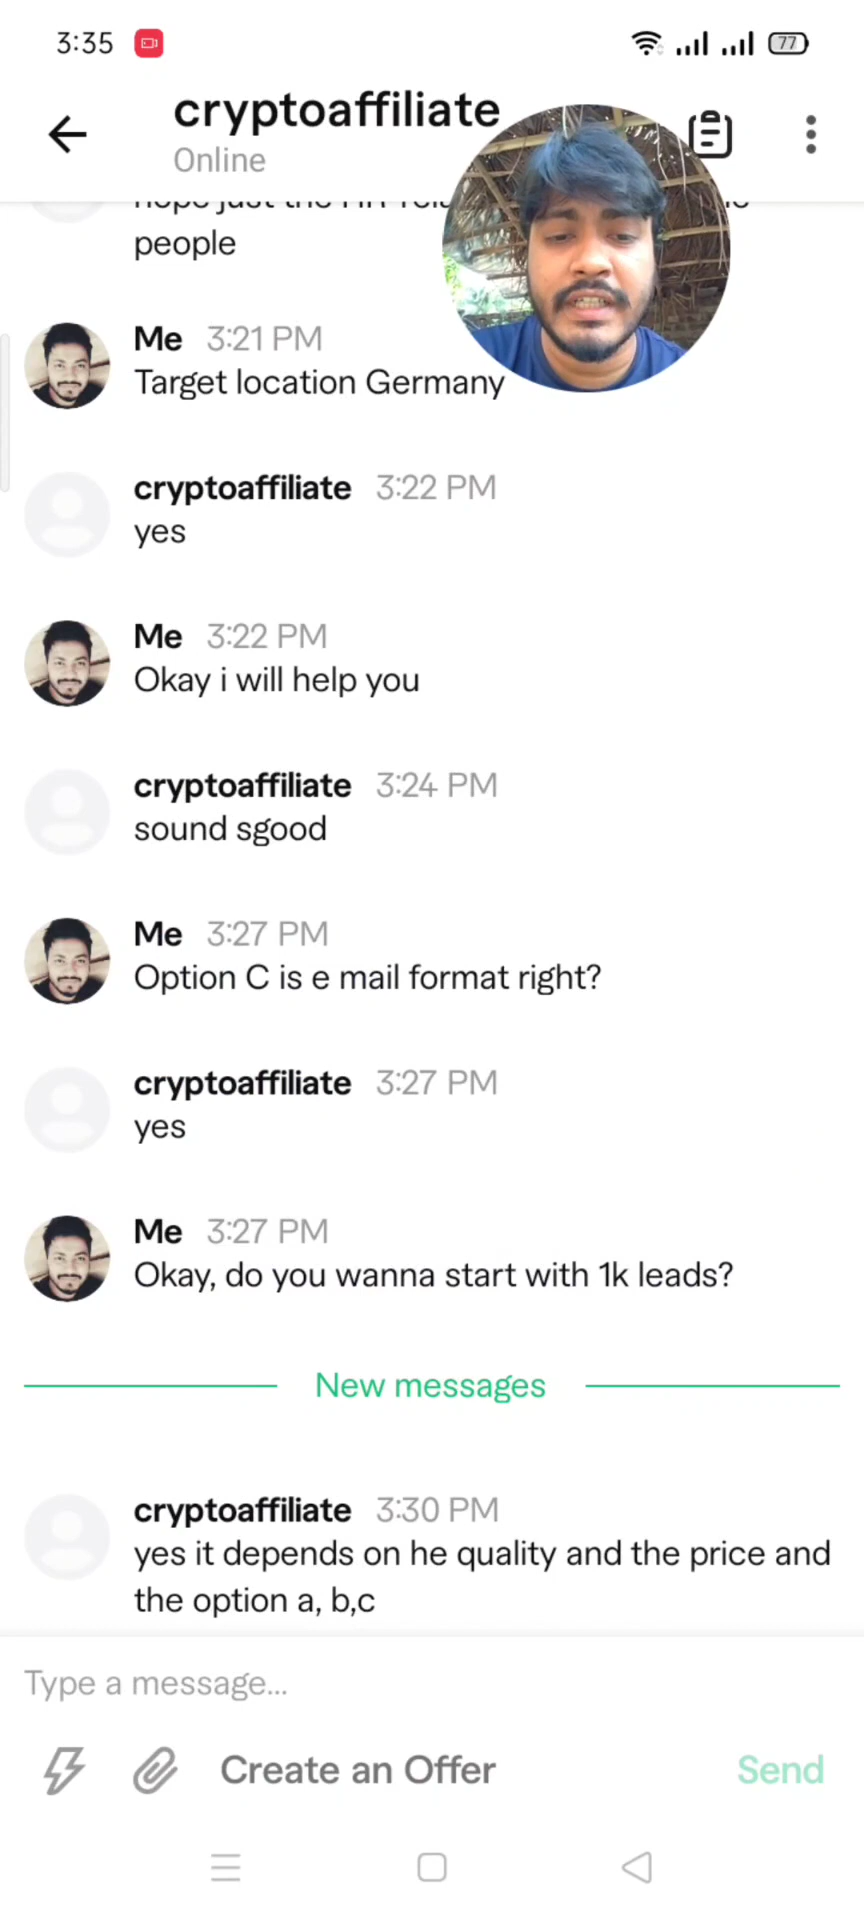 3:35
77
cryptoaffiliate
Online
people
Me 3:21 PM
Target location Germany
cryptoaffiliate 3:22 PM
yes
Me 3:22 PM
Okay i will help you
cryptoaffiliate 3:24 PM
sound sgood
Me 3:27 PM
Option C is e mail format right?
cryptoaffiliate 3:27 PM
yes
Me 3:27 PM
Okay, do you wanna start with 1k leads?
New messages
cryptoaffiliate 3:30 PM
yes it depends on he quality and the price and
the option a, b,c
Type a message...
Create an Offer
Send